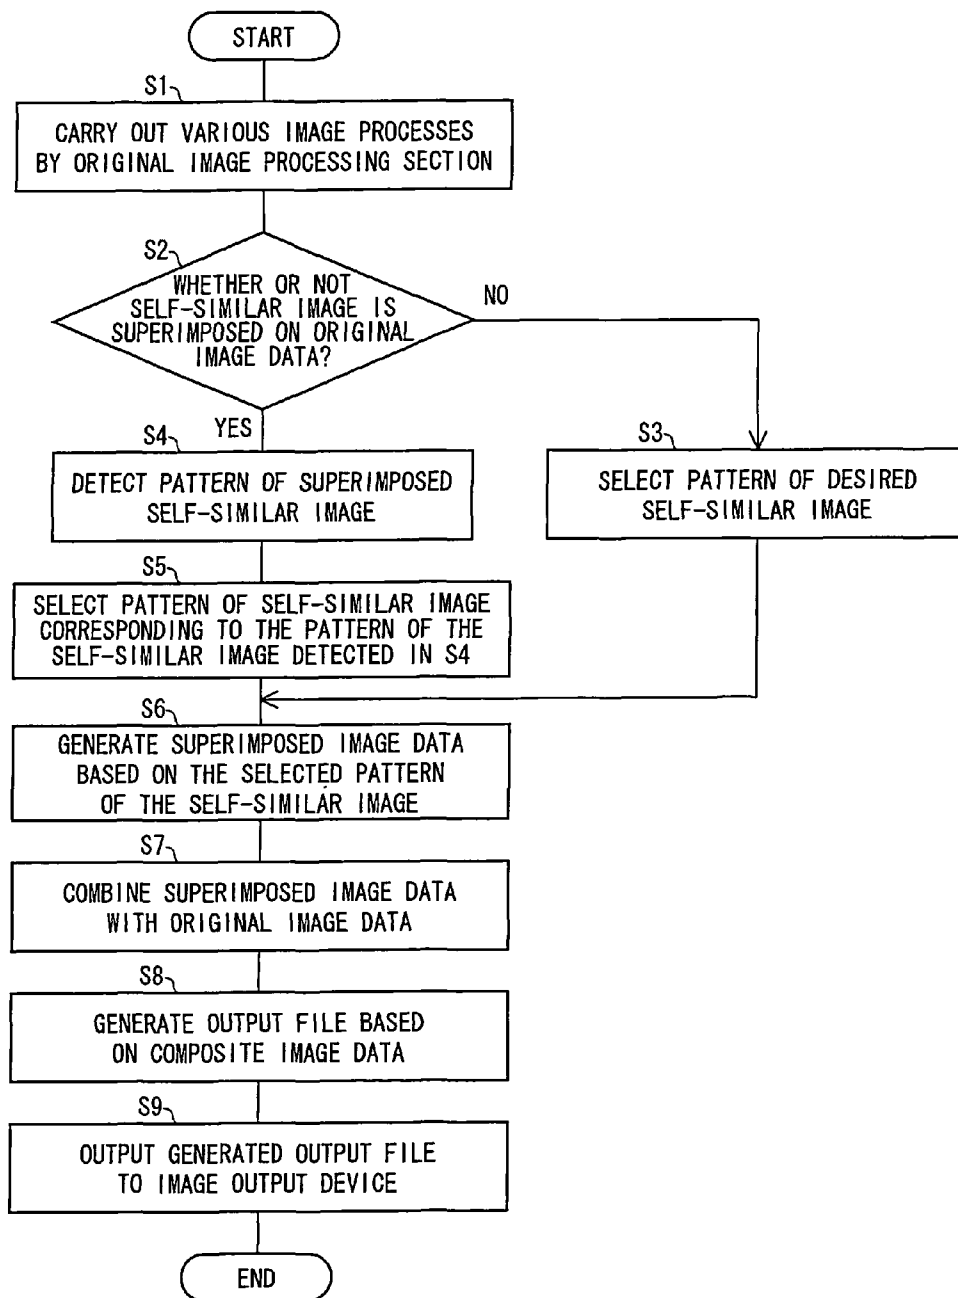 START
S1
CARRY OUT VARIOUS IMAGE PROCESSES
BY ORIGINAL IMAGE PROCESSING SECTION
S2
WHETHER OR NOT
SELF-SIMILAR IMAGE IS
SUPERIMPOSED ON ORIGINAL
IMAGE DATA?
NO
YES
S4
DETECT PATTERN OF SUPERIMPOSED
SELF-SIMILAR IMAGE
S3
SELECT PATTERN OF DESIRED
SELF-SIMILAR IMAGE
S5
SELECT PATTERN OF SELF-SIMILAR IMAGE
CORRESPONDING TO THE PATTERN OF THE
SELF-SIMILAR IMAGE DETECTED IN S4
S6
GENERATE SUPERIMPOSED IMAGE DATA
BASED ON THE SELECTED PATTERN
OF THE SELF-SIMILAR IMAGE
S7
COMBINE SUPERIMPOSED IMAGE DATA
WITH ORIGINAL IMAGE DATA
S8
GENERATE OUTPUT FILE BASED
ON COMPOSITE IMAGE DATA
S9
OUTPUT GENERATED OUTPUT FILE
TO IMAGE OUTPUT DEVICE
END